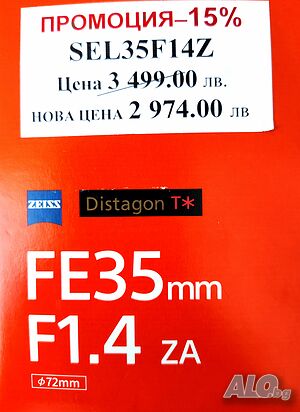 ПРОМОЦИЯ–15%
SEL35F14Z
Цена 3 499.00 лв.
НОВА ЦЕНА 2 974.00 лв
ZEISS
Distagon T*
FE35mm
F1.4 ZA
φ72mm
ALO.bg